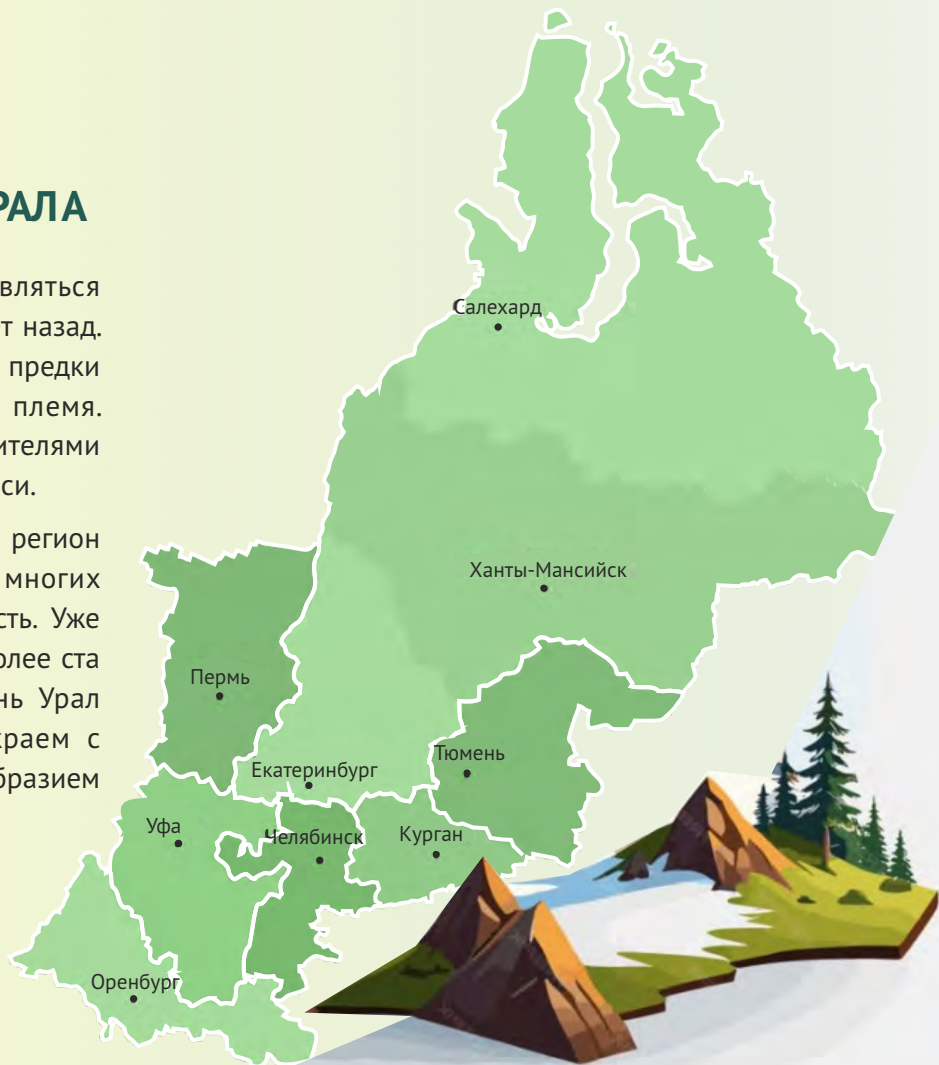 РАЛА
вляться
т назад.
предки
племя.
ителями
си.
регион
многих
сть. Уже
олее ста
нь Урал
краем с
бразием
Салехард
Ханты-Мансийск
Пермь
Тюмень
Екатеринбург
Уфа
Челябинск
Курган
Оренбург